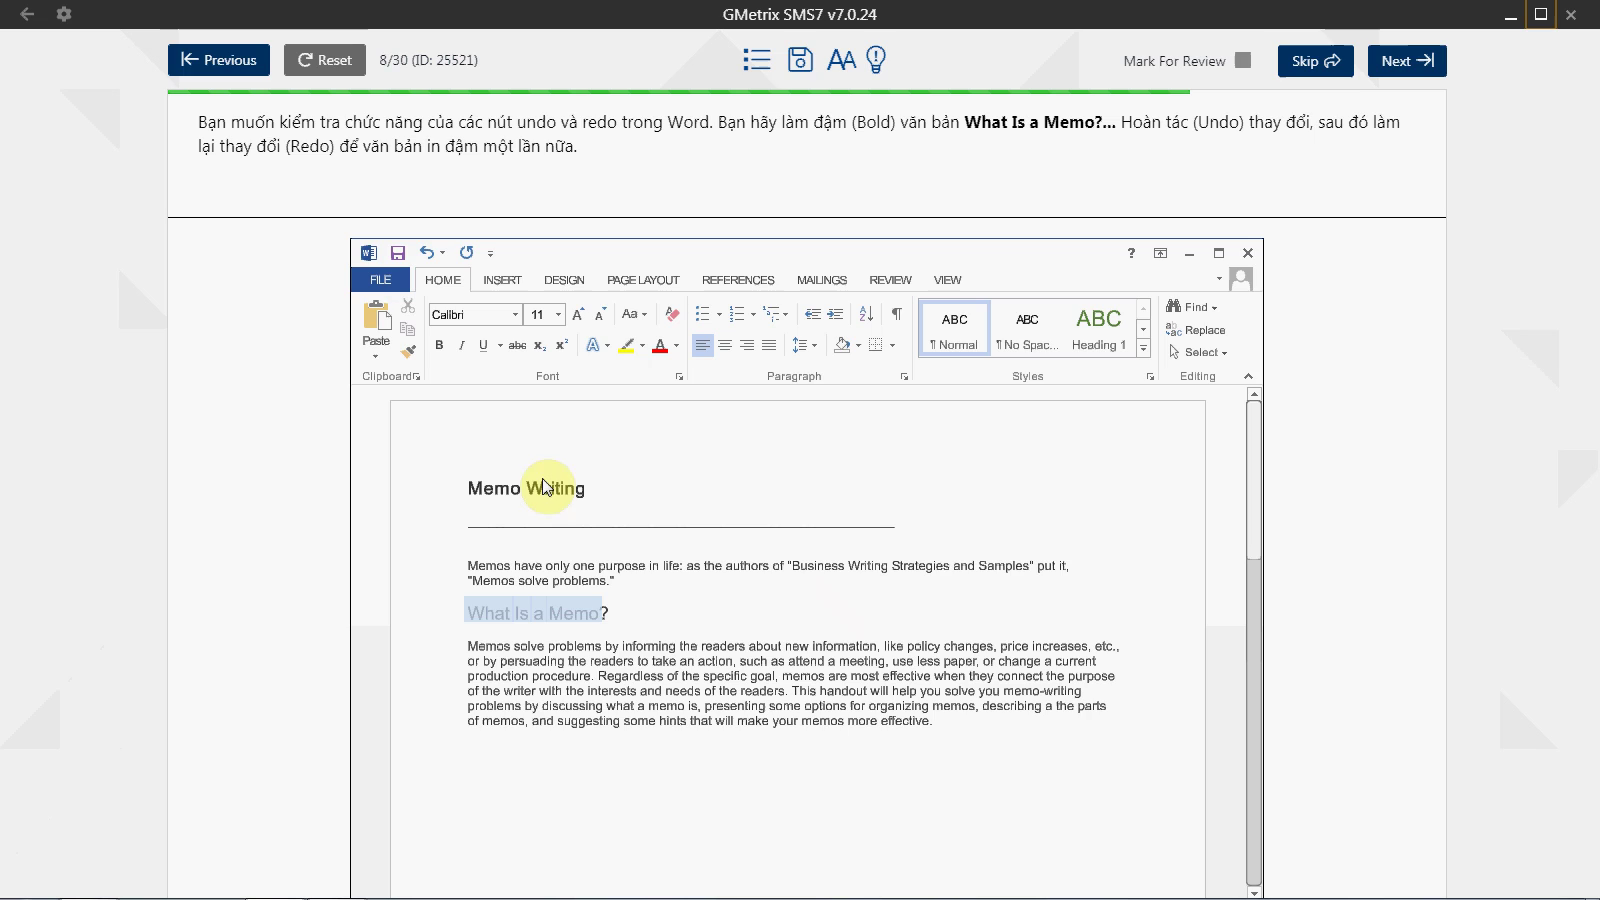 GMetrix SMS7 v7.0.24
Previous Reset 8/30 (ID: 25521) AA Mark For Review Skip Next
Bạn muốn kiểm tra chức năng của các nút undo và redo trong Word. Bạn hãy làm đậm (Bold) văn bản What Is a Memo?... Hoàn tác (Undo) thay đổi, sau đó làm
lại thay đổi (Redo) để văn bản in đậm một lần nữa.
FILE HOME INSERT DESIGN PAGE LAYOUT REFERENCES MAILINGS REVIEW VIEW
Calibri 11 A A Aa ABC ABC ABC Find
Paste B I U abc x₂ x² A A ¶ Normal ¶ No Spac... Heading 1 Replace
Select
Clipboard Font Paragraph Styles Editing
Memo Writing
Memos have only one purpose in life: as the authors of "Business Writing Strategies and Samples" put it,
"Memos solve problems."
What Is a Memo?
Memos solve problems by informing the readers about new information, like policy changes, price increases, etc.,
or by persuading the readers to take an action, such as attend a meeting, use less paper, or change a current
production procedure. Regardless of the specific goal, memos are most effective when they connect the purpose
of the writer with the interests and needs of the readers. This handout will help you solve you memo-writing
problems by discussing what a memo is, presenting some options for organizing memos, describing a the parts
of memos, and suggesting some hints that will make your memos more effective.